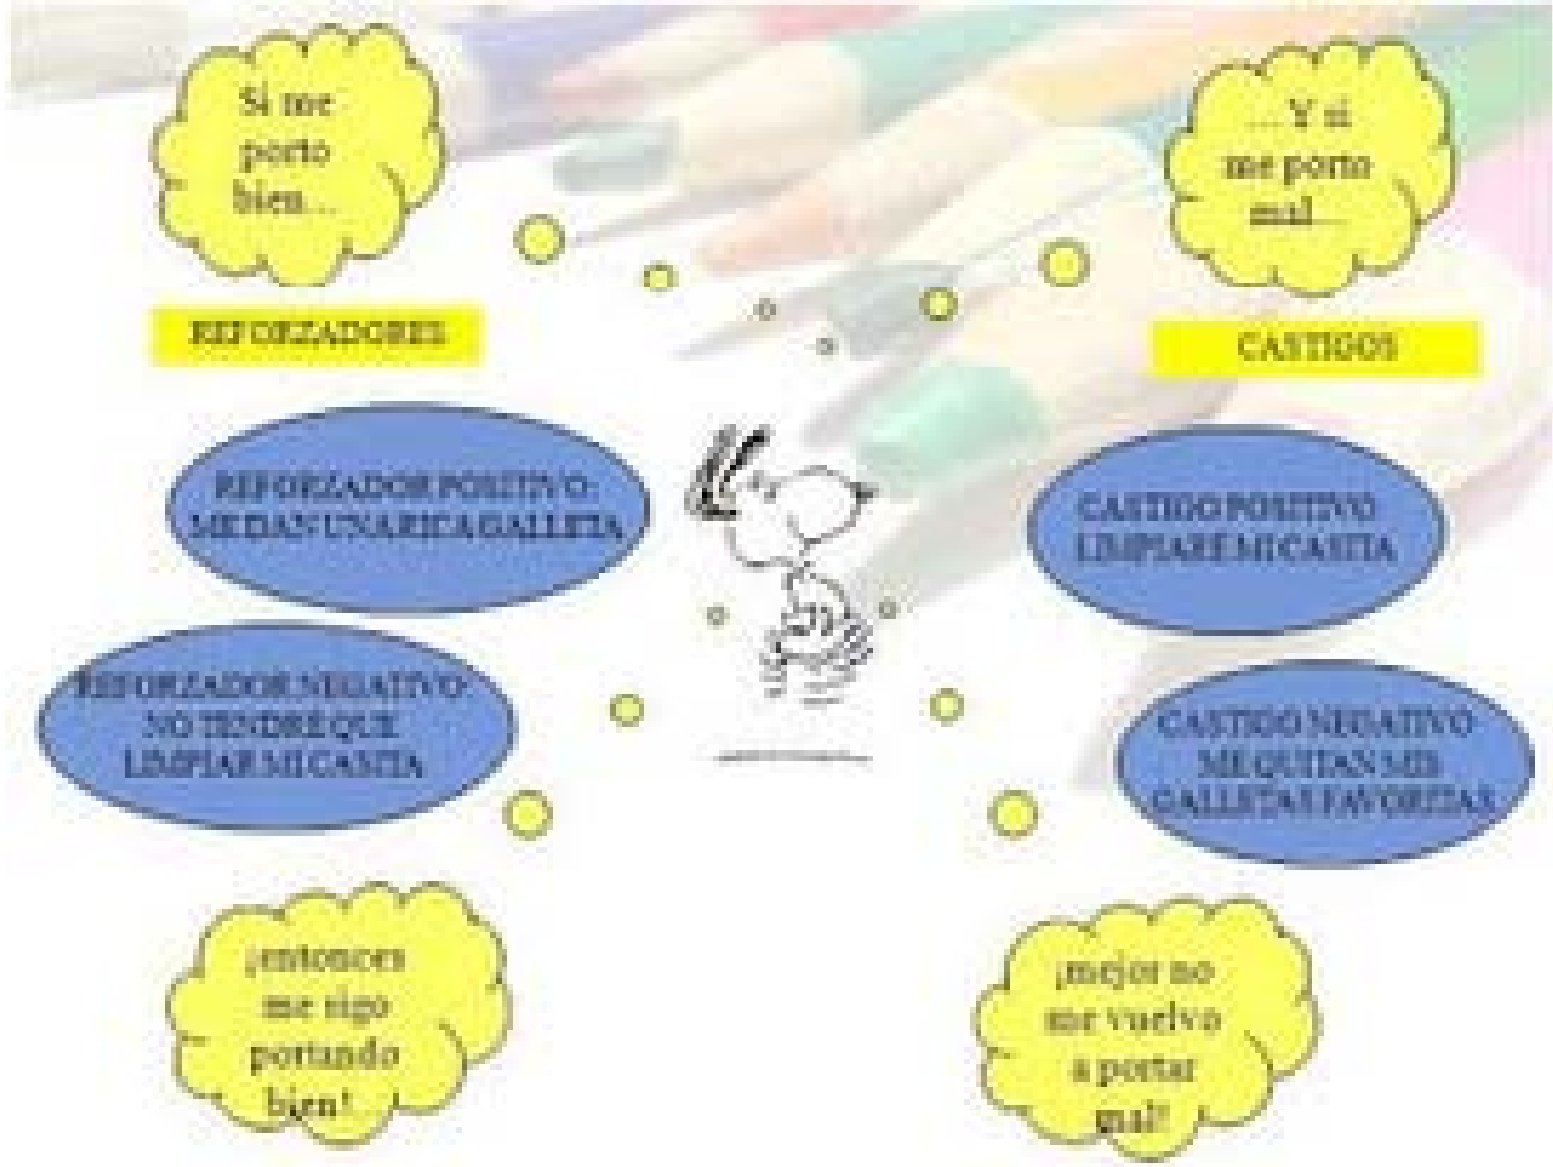 Si me
porto
bien...
... Y si
me porto
mal...
REFORZADORES
CASTIGOS
REFORZADOR POSITIVO:
ME DAN UNA RICA GALLETA
CASTIGO POSITIVO
LIMPIARÉ MI CASITA
REFORZADOR NEGATIVO:
NO TENDRÉ QUE
LIMPIAR MI CASITA
CASTIGO NEGATIVO
ME QUITAN MIS
GALLETAS FAVORITAS
¡entonces
me sigo
portando
bien!
¡mejor no
me vuelvo
a portar
mal!